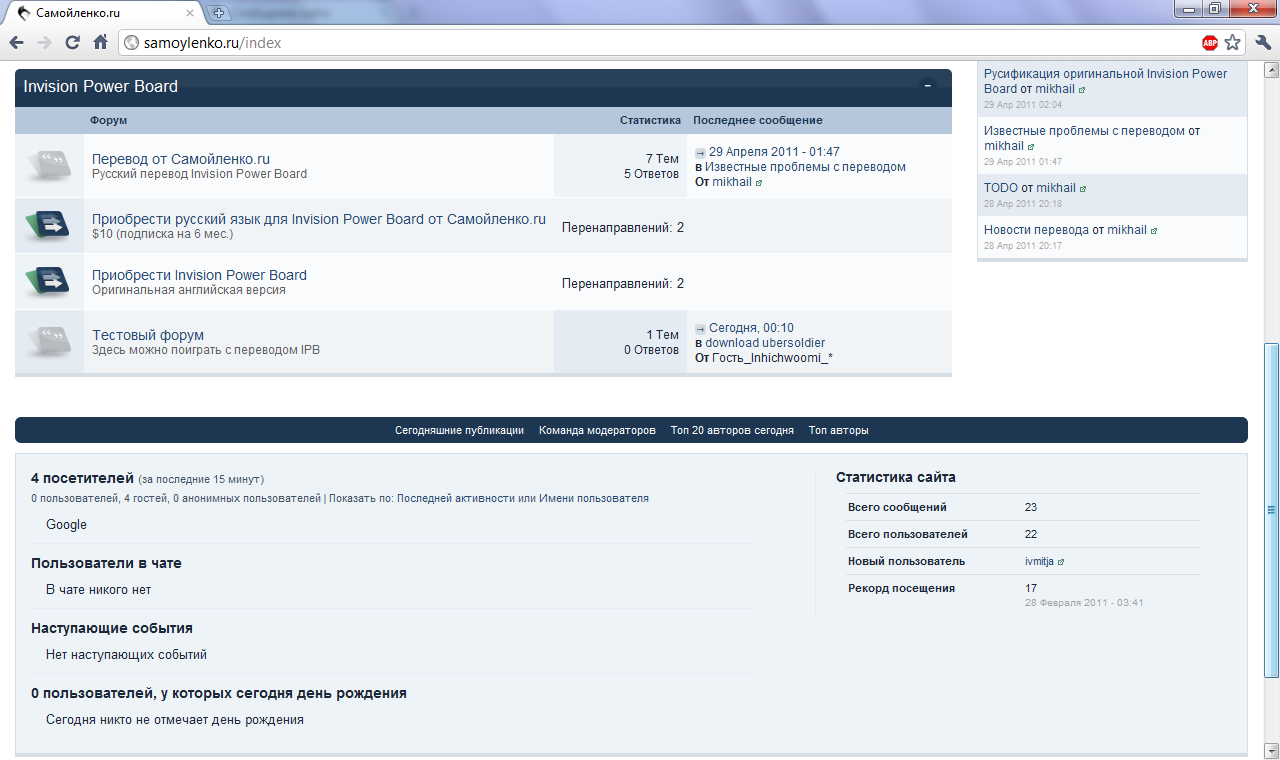 Самойленко.ru
samoylenko.ru/index
ABP
Invision Power Board
Форум Статистика Последнее сообщение
Перевод от Самойленко.ru
Русский перевод Invision Power Board
7 Тем
5 Ответов
29 Апреля 2011 - 01:47
в Известные проблемы с переводом
От mikhail
Приобрести русский язык для Invision Power Board от Самойленко.ru
$10 (подписка на 6 мес.)
Перенаправлений: 2
Приобрести Invision Power Board
Оригинальная английская версия
Перенаправлений: 2
Тестовый форум
Здесь можно поиграть с переводом IPB
1 Тем
0 Ответов
Сегодня, 00:10
в download ubersoldier
От Гость_Inhichwoomi_*
Русификация оригинальной Invision Power
Board от mikhail
29 Апр 2011 02:04
Известные проблемы с переводом от
mikhail
29 Апр 2011 01:47
TODO от mikhail
28 Апр 2011 20:18
Новости перевода от mikhail
28 Апр 2011 20:17
Сегодняшние публикации Команда модераторов Топ 20 авторов сегодня Топ авторы
4 посетителей (за последние 15 минут)
0 пользователей, 4 гостей, 0 анонимных пользователей | Показать по: Последней активности или Имени пользователя
Google
Пользователи в чате
В чате никого нет
Наступающие события
Нет наступающих событий
0 пользователей, у которых сегодня день рождения
Сегодня никто не отмечает день рождения
Статистика сайта
Всего сообщений 23
Всего пользователей 22
Новый пользователь ivmitja
Рекорд посещения 17
28 Февраля 2011 - 03:41